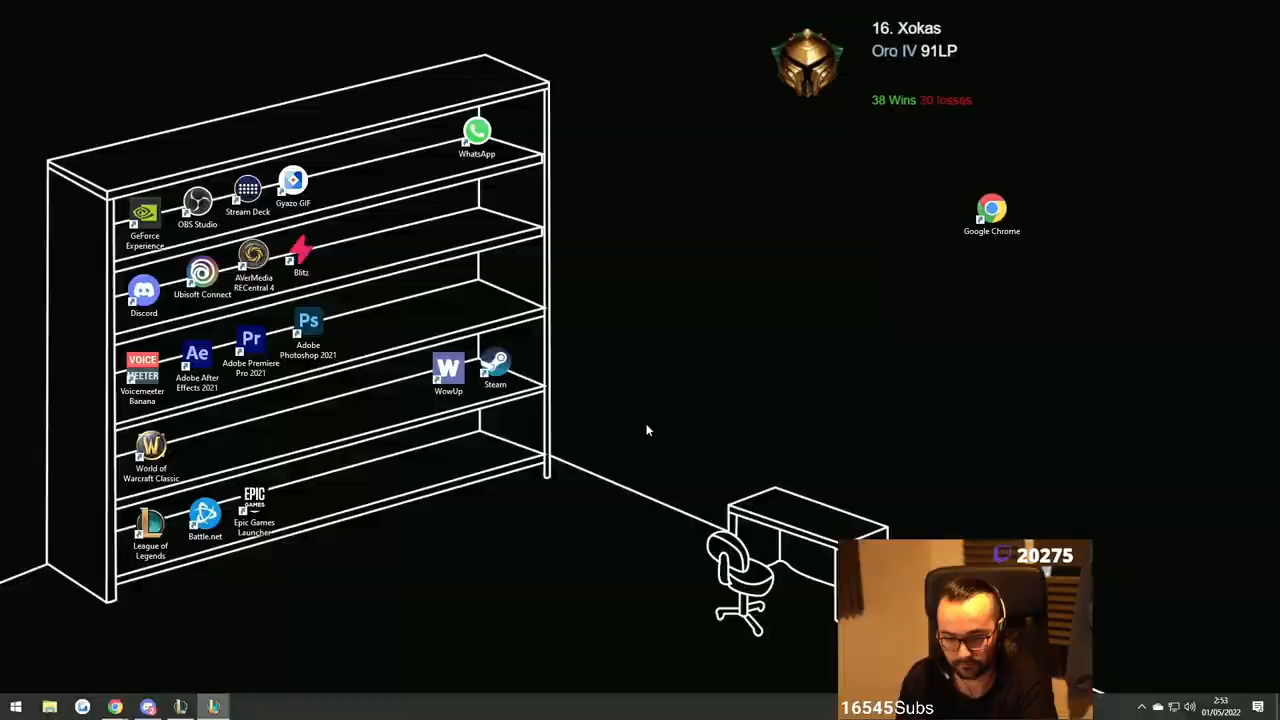 16. Xokas
Oro IV 91LP
38 Wins 30 losses
WhatsApp
Gyazo GIF
Stream Deck
OBS Studio
GeForce
Experience
Google Chrome
Blitz
AVerMedia
RECentral 4
Ubisoft Connect
Discord
Ps
Adobe
Photoshop 2021
Pr
Adobe Premiere
Pro 2021
Ae
Adobe After
Effects 2021
VOICE
MEETER
Voicemeeter
Banana
W
WowUp
Steam
W
World of
Warcraft Classic
EPIC
GAMES
Epic Games
Launcher
Battle.net
L
League of
Legends
20275
16545Subs
2:53
01/05/2022